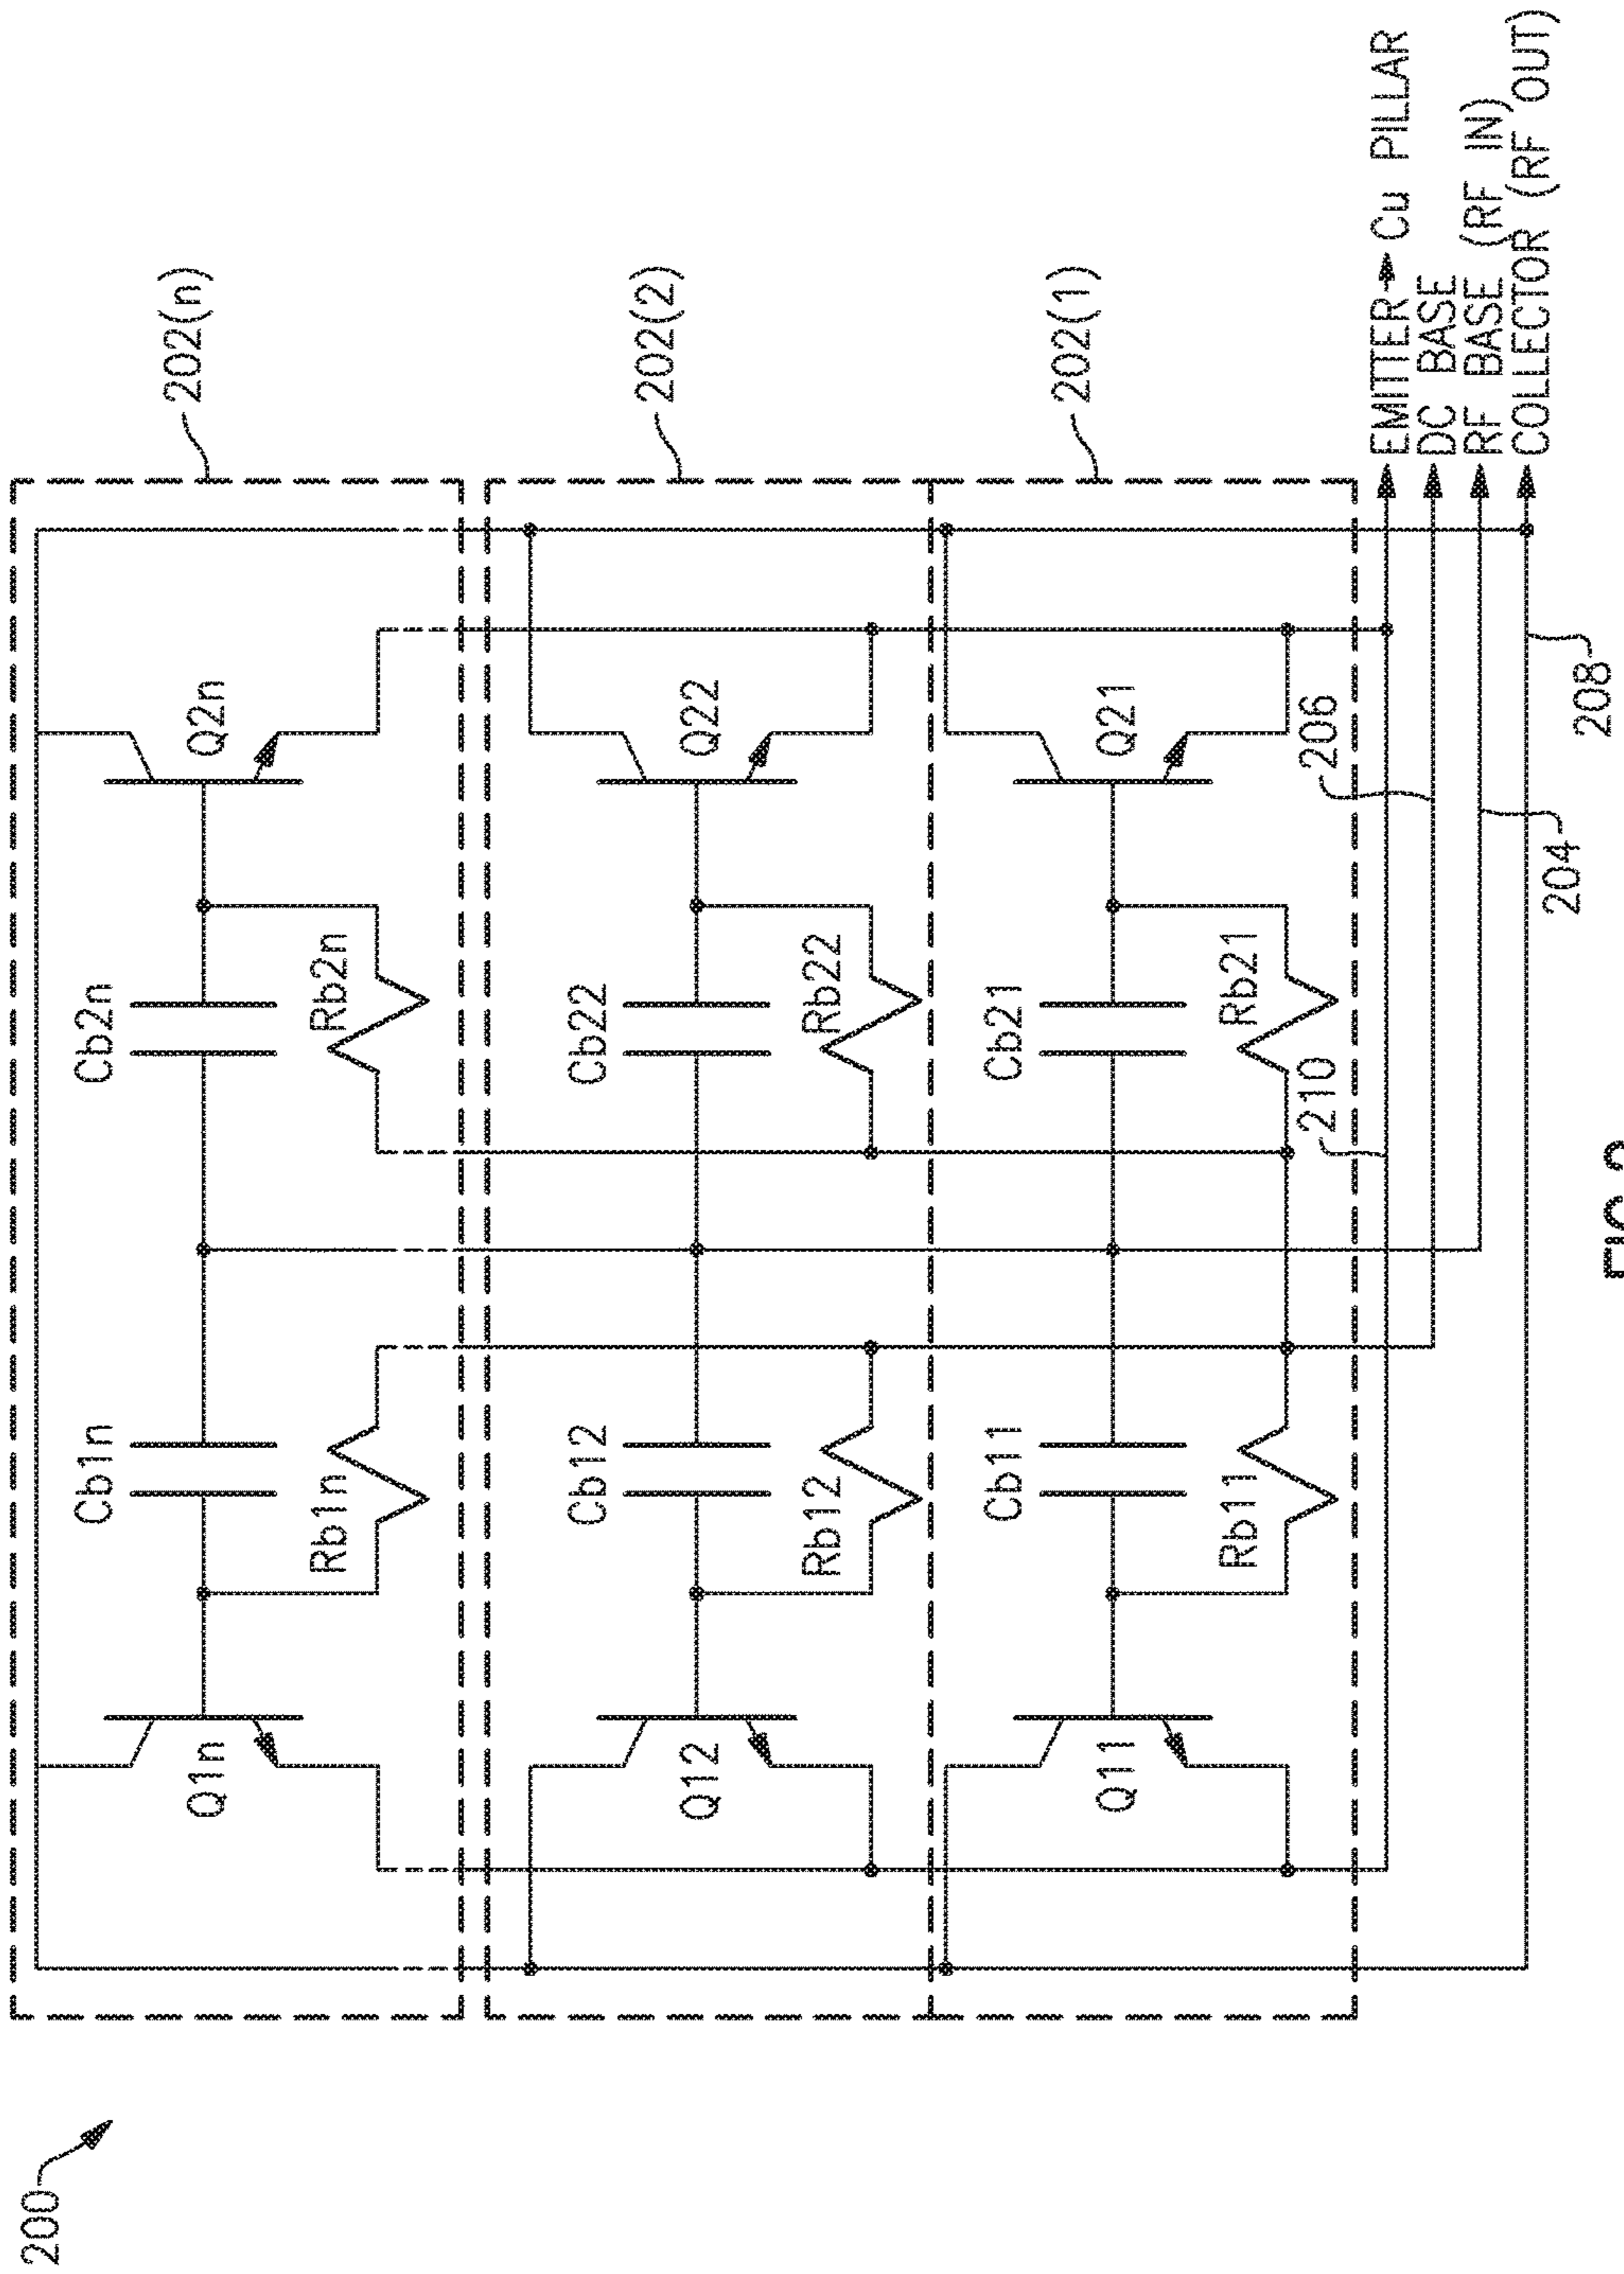 200
202(n)
202(2)
202(1)
Cb1n
Cb2n
Q1n
Rb1n
Rb2n
Q2n
Cb12
Cb22
Q12
Rb12
Rb22
Q22
Cb11
Cb21
Q11
Rb11
Rb21
Q21
210
206
EMITTER Cu PILLAR
DC BASE
RF BASE (RF IN)
COLLECTOR (RF OUT)
204
208